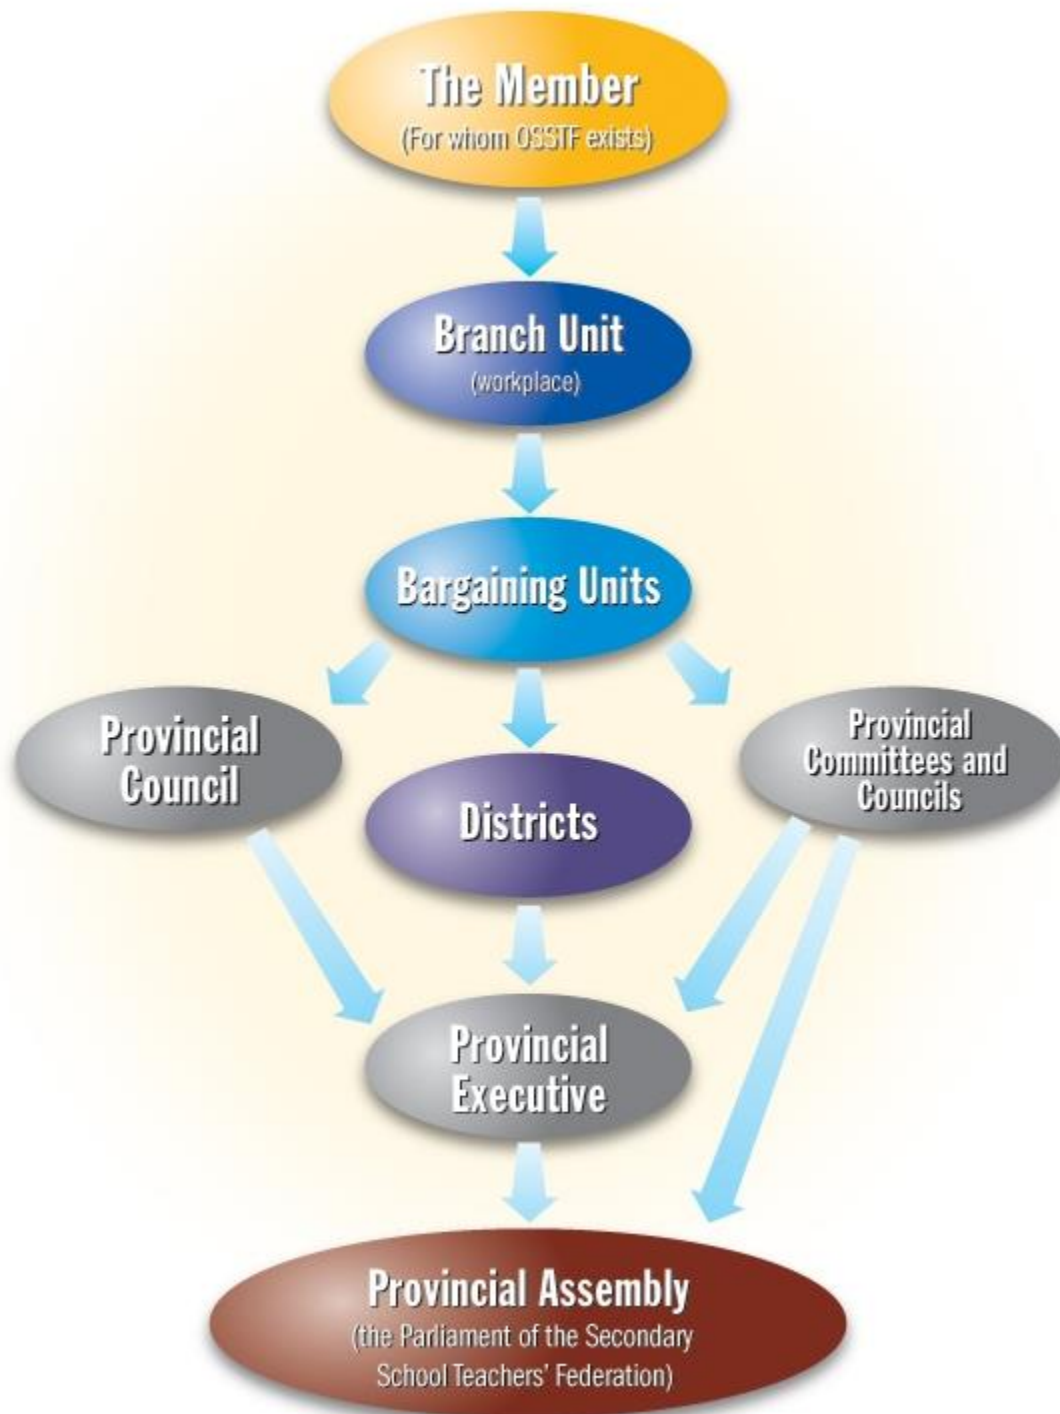 The Member
(For whom OSSTF exists)
Branch Unit
(workplace)
Bargaining Units
Provincial
Council
Districts
Provincial
Committees and
Councils
Provincial
Executive
Provincial Assembly
(the Parliament of the Secondary
School Teachers' Federation)